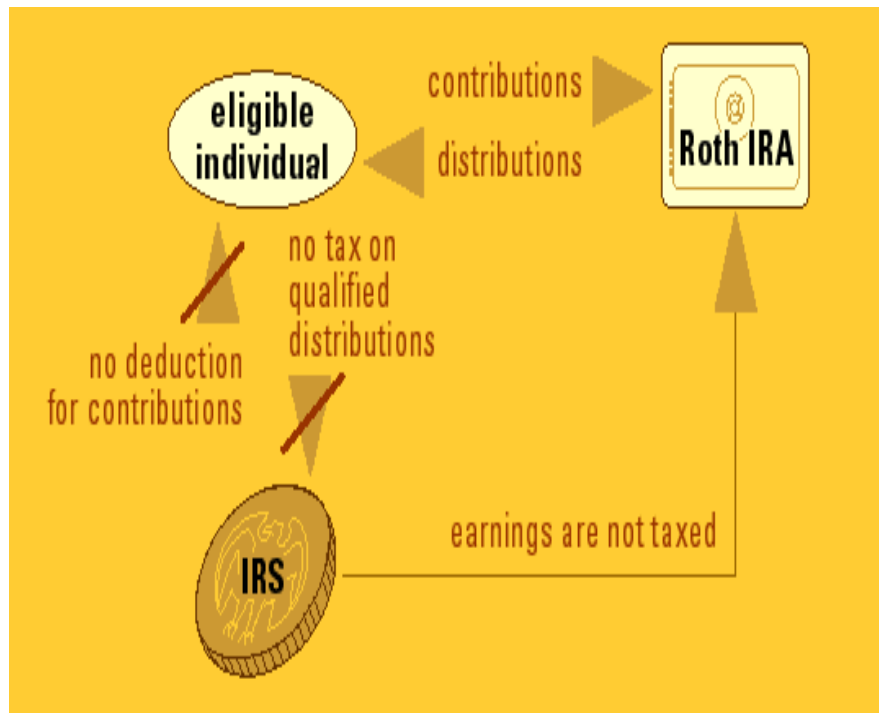 eligible
individual
contributions
distributions
Roth IRA
no tax on
qualified
distributions
no deduction
for contributions
earnings are not taxed
IRS